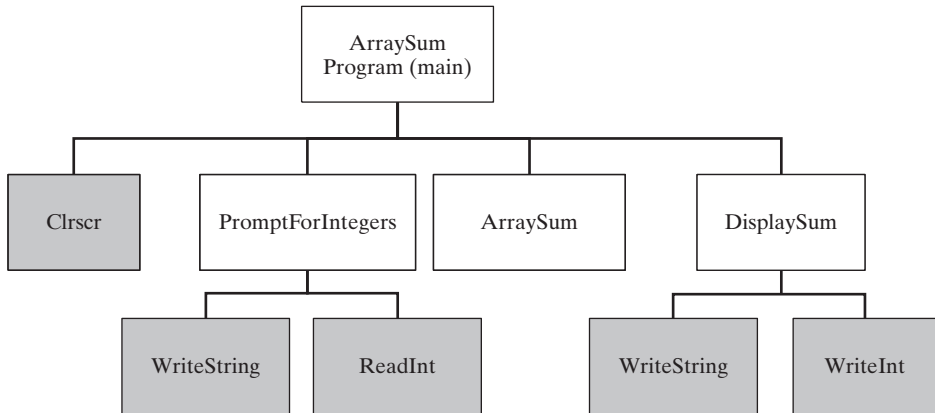 ArraySum
Program (main)
Clrscr
PromptForIntegers
ArraySum
DisplaySum
WriteString
ReadInt
WriteString
WriteInt